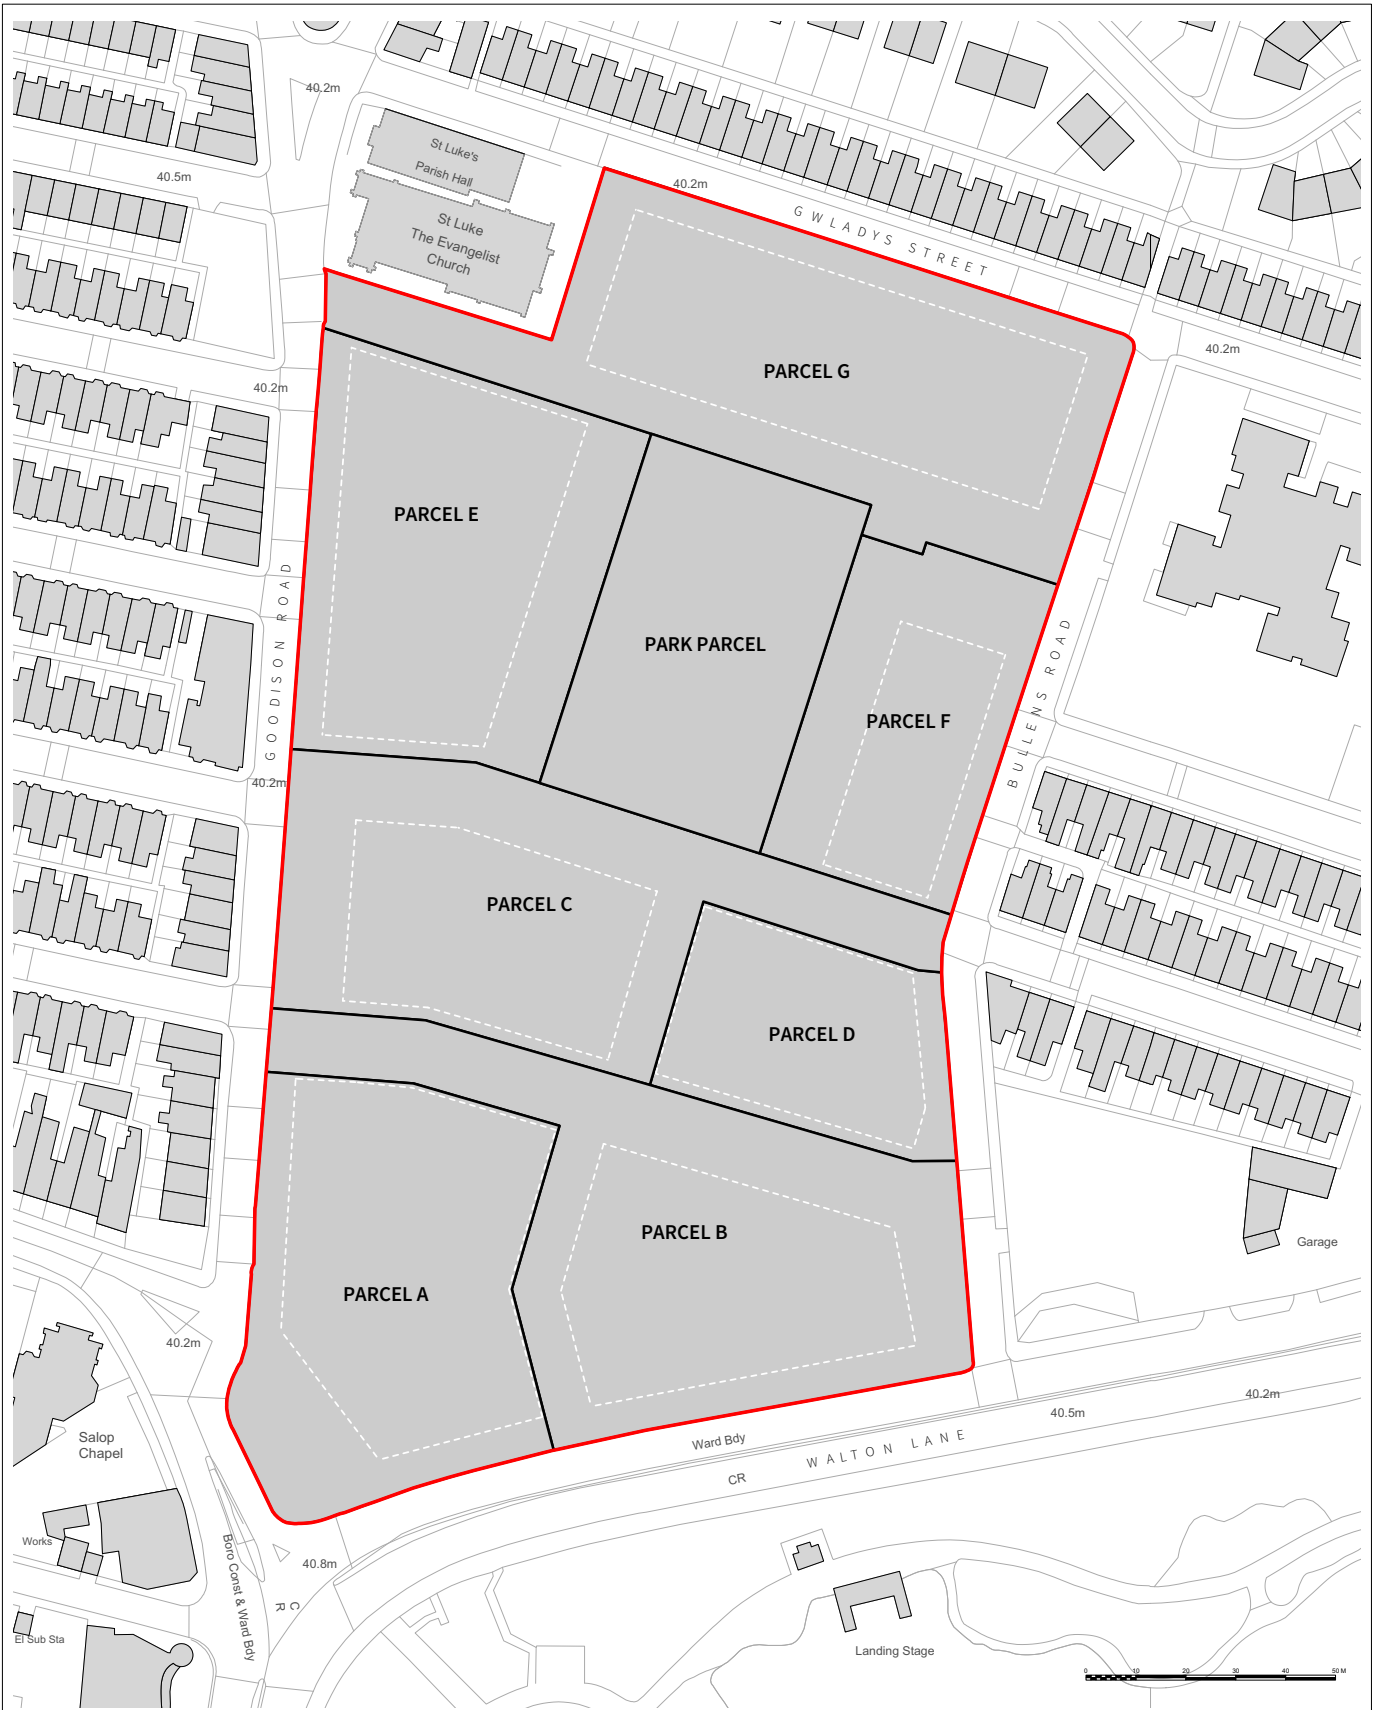 40.2m
St Luke's
Parish Hall
40.5m
40.2m
GWLADYS STREET
St Luke
The Evangelist
Church
40.2m
40.2m
PARCEL G
PARCEL E
GOODISON ROAD
PARK PARCEL
PARCEL F
BULLENS ROAD
40.2m
PARCEL C
PARCEL D
PARCEL B
Garage
PARCEL A
40.2m
40.2m
40.5m
Salop
Chapel
Ward Bdy
WALTON LANE
CR
Works
Boro Const & Ward Bdy
40.8m
C
R
El Sub Sta
Landing Stage
0 10 20 30 40 50 M